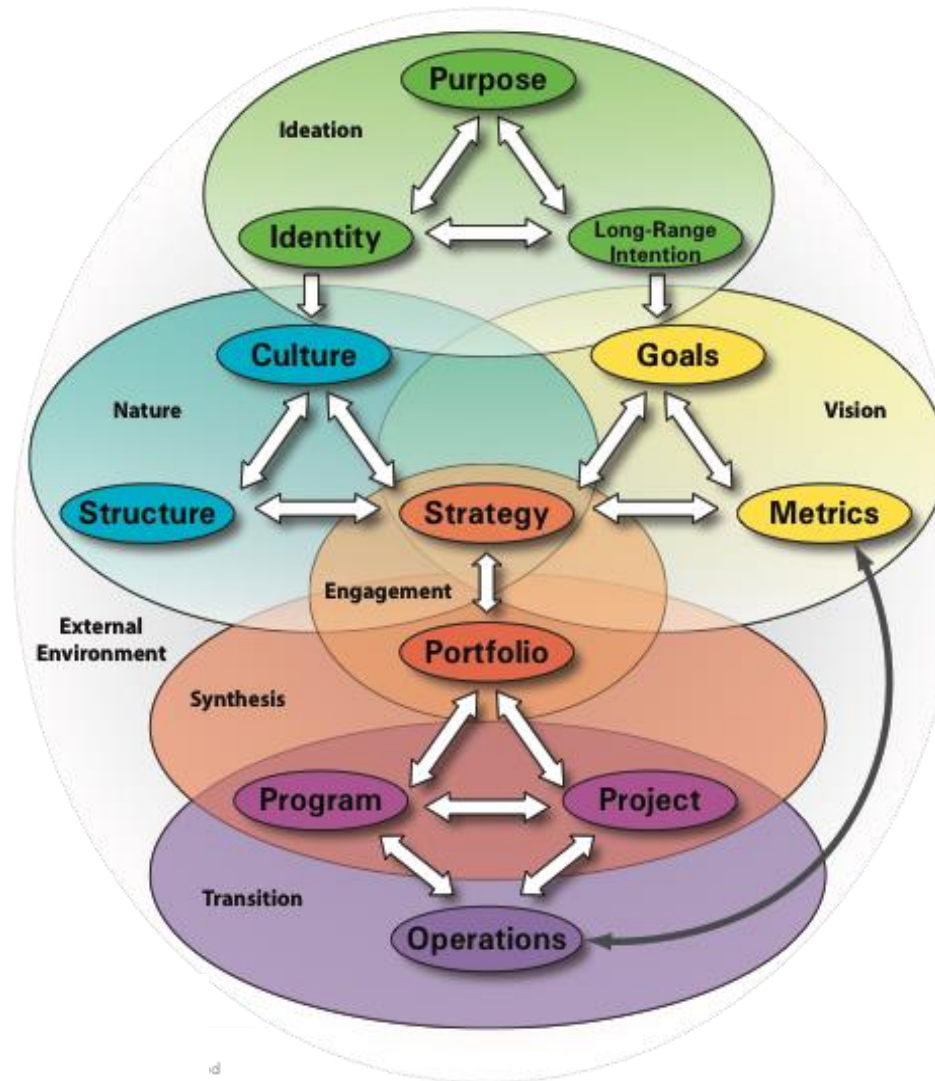 Purpose
Ideation
Identity
Long-Range
Intention
Culture
Goals
Nature
Vision
Structure
Strategy
Metrics
Engagement
External
Environment
Portfolio
Synthesis
Program
Project
Transition
Operations